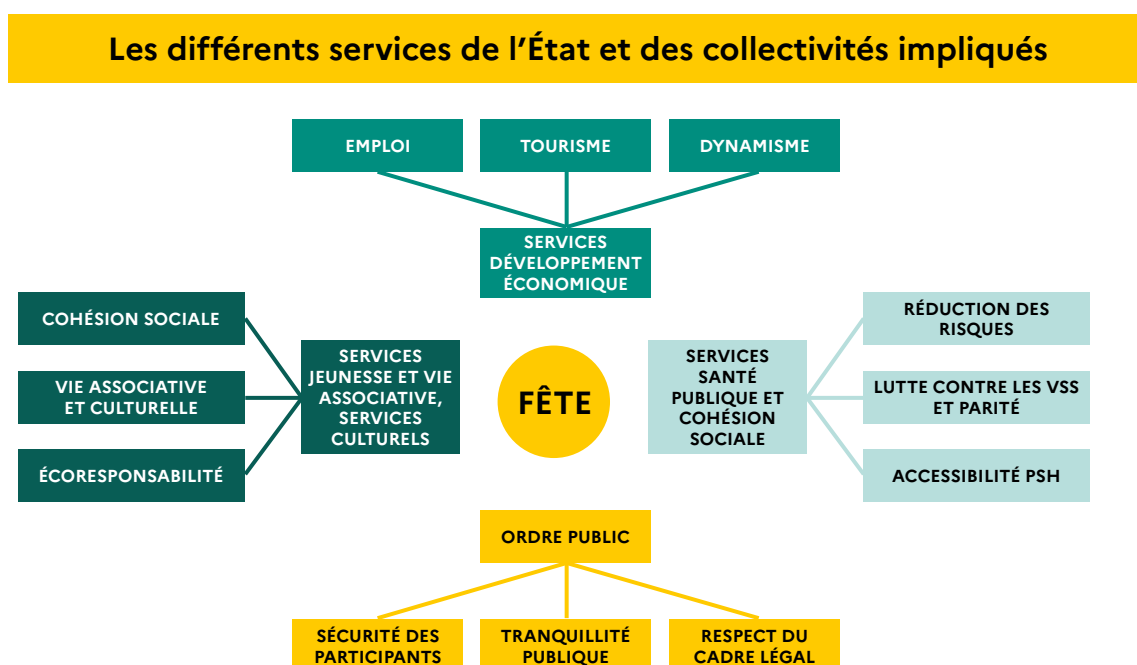 Les différents services de l'État et des collectivités impliqués
EMPLOI
TOURISME
DYNAMISME
SERVICES
DÉVELOPPEMENT
ÉCONOMIQUE
COHÉSION SOCIALE
VIE ASSOCIATIVE
ET CULTURELLE
ÉCORESPONSABILITÉ
SERVICES
JEUNESSE ET VIE
ASSOCIATIVE,
SERVICES
CULTURELS
FÊTE
SERVICES
SANTÉ
PUBLIQUE ET
COHÉSION
SOCIALE
RÉDUCTION DES
RISQUES
LUTTE CONTRE LES VSS
ET PARITÉ
ACCESSIBILITÉ PSH
ORDRE PUBLIC
SÉCURITÉ DES
PARTICIPANTS
TRANQUILLITÉ
PUBLIQUE
RESPECT DU
CADRE LÉGAL